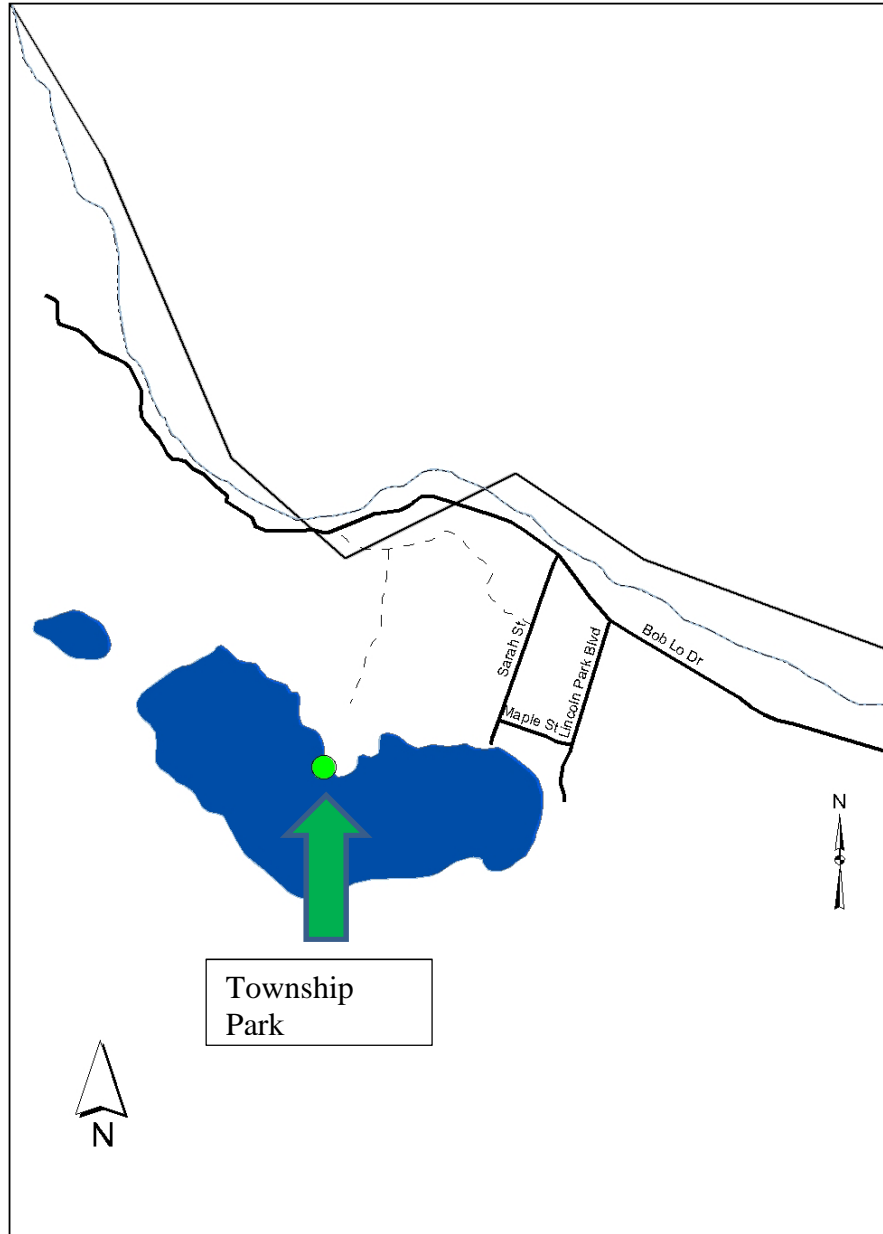 Sarah St
Lincoln Park Blvd
Bob Lo Dr
Maple St
N
Township
Park
N